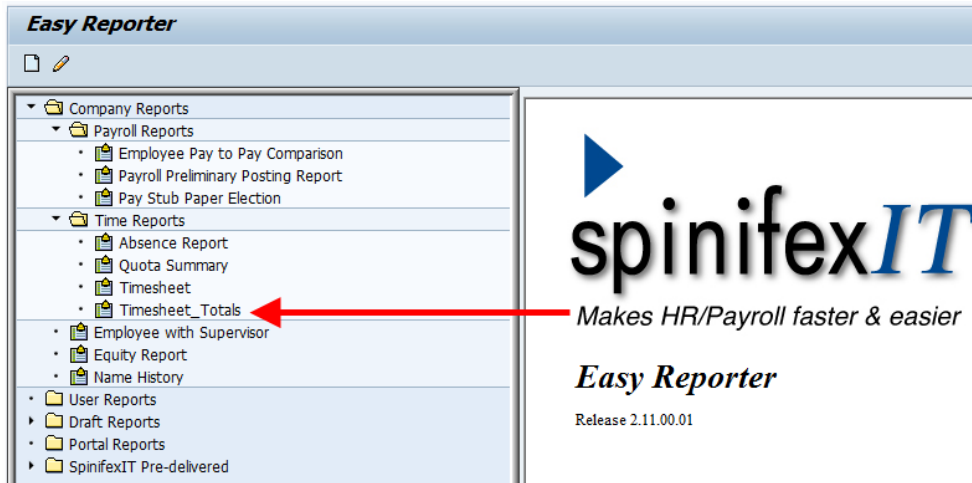 Easy Reporter
Company Reports
Payroll Reports
Employee Pay to Pay Comparison
Payroll Preliminary Posting Report
Pay Stub Paper Election
Time Reports
Absence Report
Quota Summary
Timesheet
Timesheet_Totals
Employee with Supervisor
Equity Report
Name History
User Reports
Draft Reports
Portal Reports
SpinifexIT Pre-delivered
spinifexIT
Makes HR/Payroll faster & easier
Easy Reporter
Release 2.11.00.01